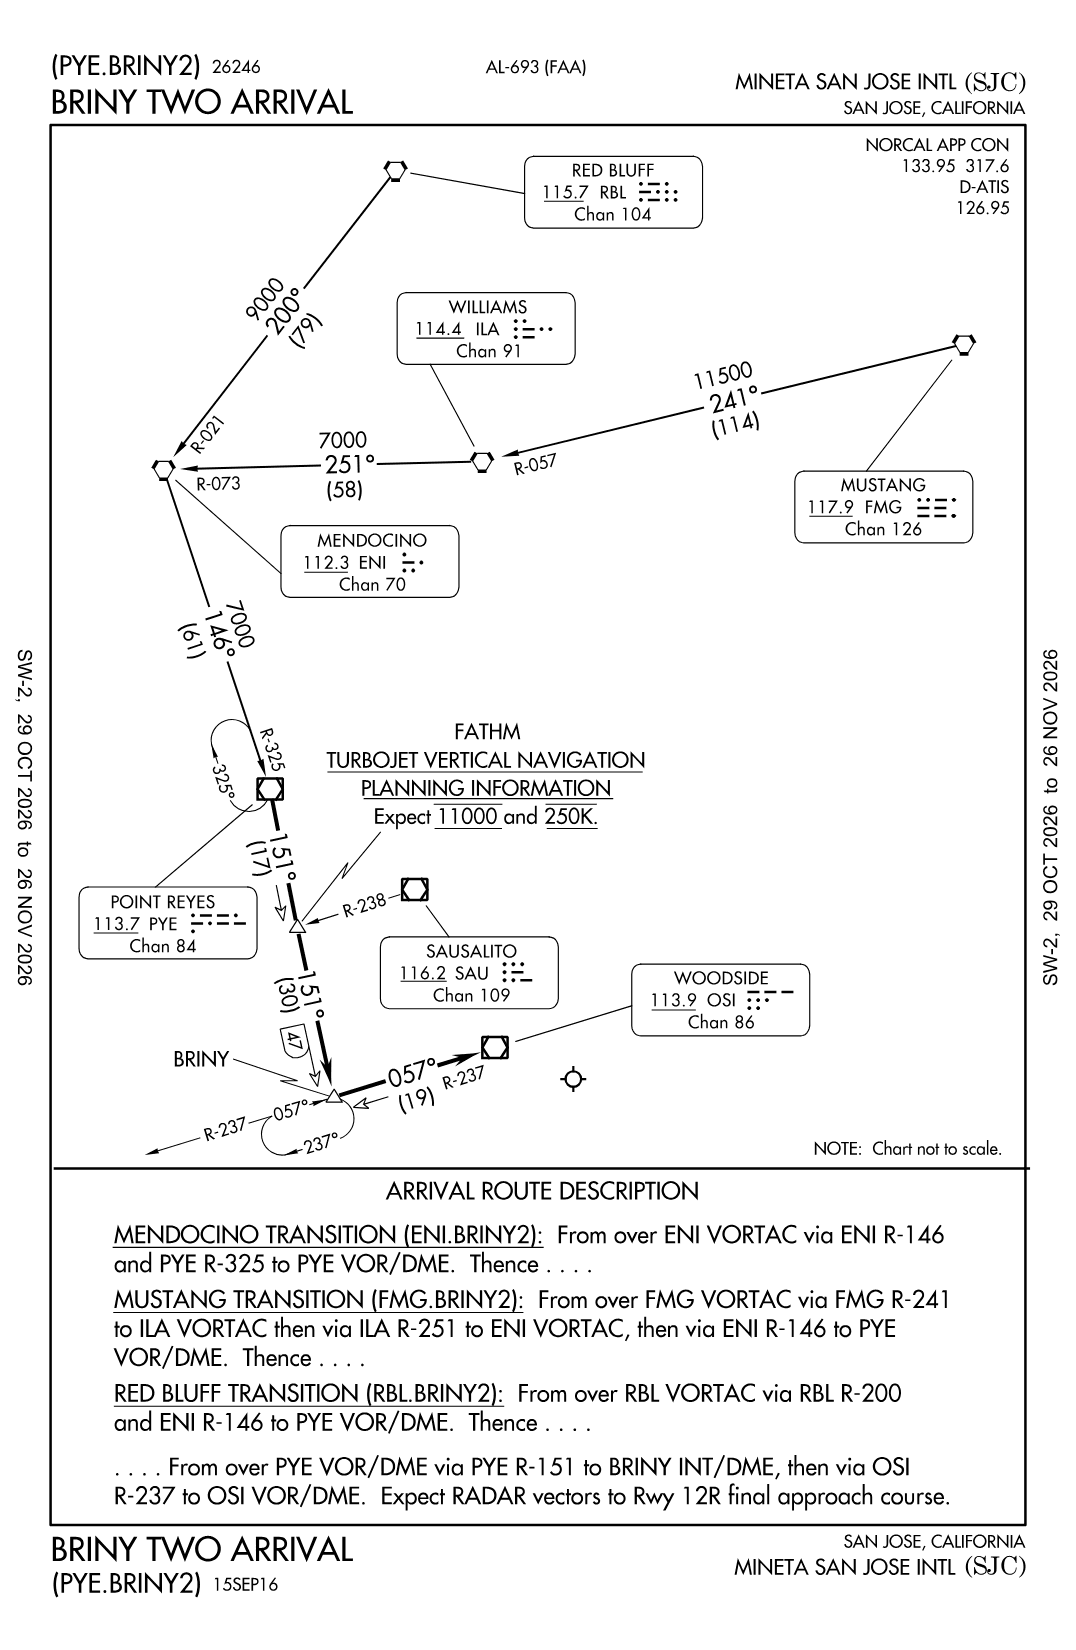 (PYE.BRINY2) 26246
AL-693 (FAA)
MINETA SAN JOSE INTL (SJC)
BRINY TWO ARRIVAL
SAN JOSE, CALIFORNIA
NORCAL APP CON
133.95 317.6
D-ATIS
126.95
RED BLUFF
115.7 RBL
Chan 104
9000
200°
(79)
R-021
WILLIAMS
114.4 ILA
Chan 91
11500
241°
(114)
R-057
7000
251°
(58)
R-073
MUSTANG
117.9 FMG
Chan 126
MENDOCINO
112.3 ENI
Chan 70
7000
146°
(61)
R-325
325°
FATHM
TURBOJET VERTICAL NAVIGATION
PLANNING INFORMATION
Expect 11000 and 250K.
151°
(17)
R-238
POINT REYES
113.7 PYE
Chan 84
SAUSALITO
116.2 SAU
Chan 109
WOODSIDE
113.9 OSI
Chan 86
151°
(30)
47
BRINY
057°
(19)
R-237
R-237
057°
237°
NOTE: Chart not to scale.
SW-2, 29 OCT 2026 to 26 NOV 2026
SW-2, 29 OCT 2026 to 26 NOV 2026
ARRIVAL ROUTE DESCRIPTION
MENDOCINO TRANSITION (ENI.BRINY2): From over ENI VORTAC via ENI R-146
and PYE R-325 to PYE VOR/DME. Thence . . . .
MUSTANG TRANSITION (FMG.BRINY2): From over FMG VORTAC via FMG R-241
to ILA VORTAC then via ILA R-251 to ENI VORTAC, then via ENI R-146 to PYE
VOR/DME. Thence . . . .
RED BLUFF TRANSITION (RBL.BRINY2): From over RBL VORTAC via RBL R-200
and ENI R-146 to PYE VOR/DME. Thence . . . .
. . . . From over PYE VOR/DME via PYE R-151 to BRINY INT/DME, then via OSI
R-237 to OSI VOR/DME. Expect RADAR vectors to Rwy 12R final approach course.
BRINY TWO ARRIVAL
(PYE.BRINY2) 15SEP16
SAN JOSE, CALIFORNIA
MINETA SAN JOSE INTL (SJC)